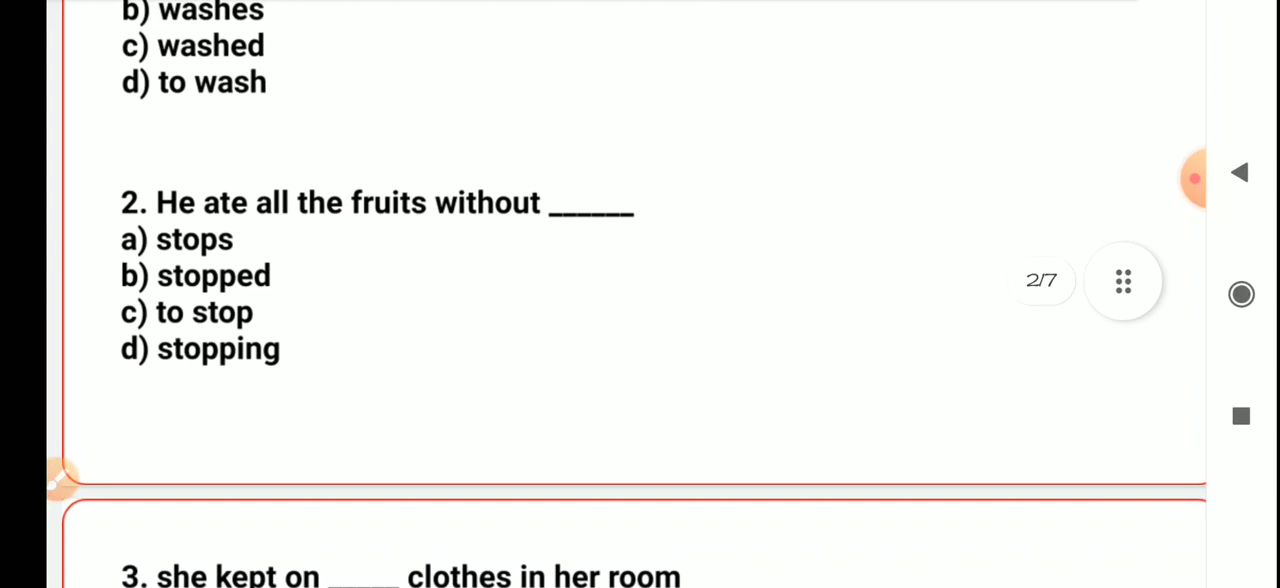 b) washes
c) washed
d) to wash
2. He ate all the fruits without ______
a) stops
b) stopped
c) to stop
d) stopping
2/7
3. she kept on _____ clothes in her room